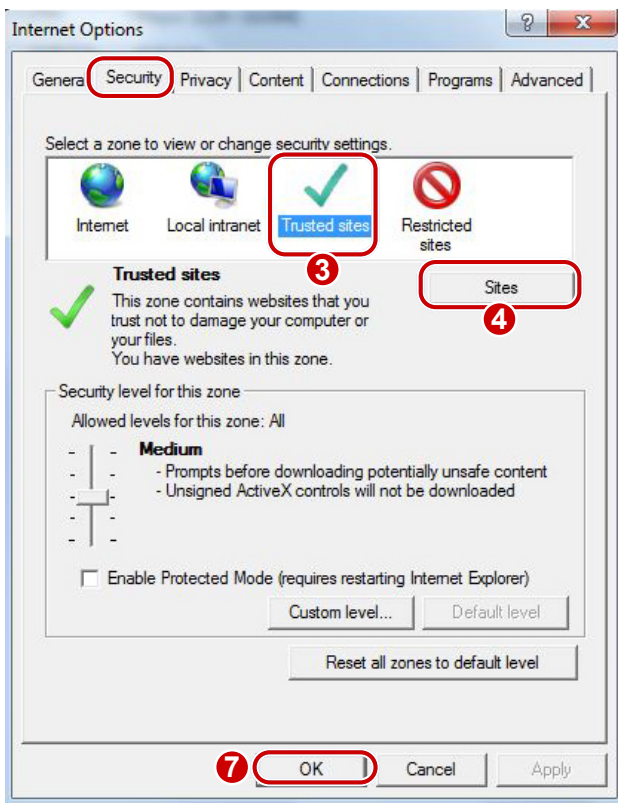 Internet Options
General Security Privacy Content Connections Programs Advanced
Select a zone to view or change security settings.
Internet Local intranet Trusted sites Restricted sites
3
Trusted sites
Sites
4
This zone contains websites that you
trust not to damage your computer or
your files.
You have websites in this zone.
Security level for this zone
Allowed levels for this zone: All
Medium
- Prompts before downloading potentially unsafe content
- Unsigned ActiveX controls will not be downloaded
Enable Protected Mode (requires restarting Internet Explorer)
Custom level... Default level
Reset all zones to default level
7 OK Cancel Apply